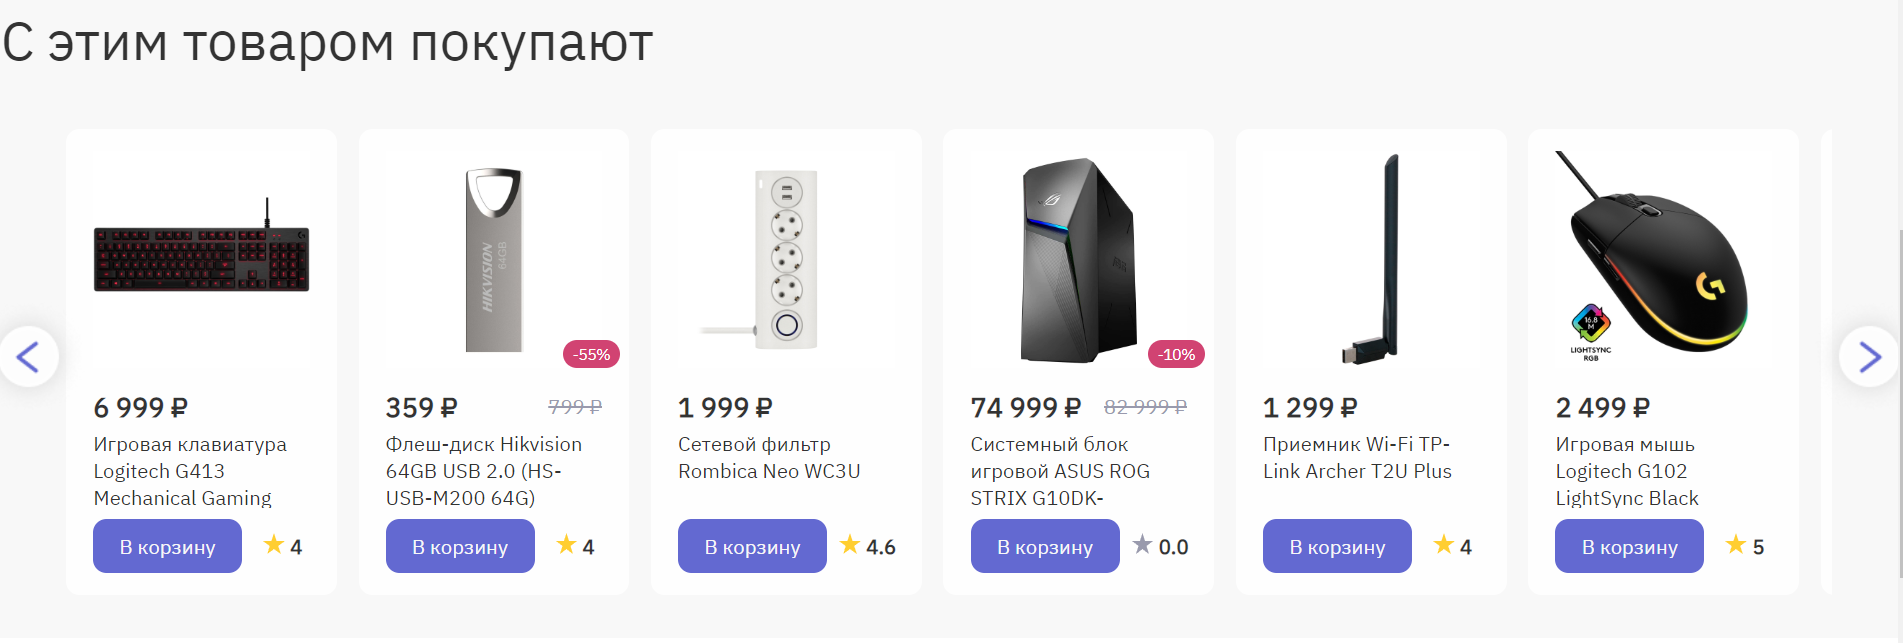 С этим товаром покупают
HIKVISION
64GB
-55%
-10%
16.8
M
LIGHTSYNC
RGB
6 999 ₽
359 ₽
799 ₽
1 999 ₽
74 999 ₽
82 999 ₽
1 299 ₽
2 499 ₽
Игровая клавиатура
Logitech G413
Mechanical Gaming
Флеш-диск Hikvision
64GB USB 2.0 (HS-
USB-M200 64G)
Сетевой фильтр
Rombica Neo WC3U
Системный блок
игровой ASUS ROG
STRIX G10DK-
Приемник Wi-Fi TP-
Link Archer T2U Plus
Игровая мышь
Logitech G102
LightSync Black
В корзину
4
В корзину
4
В корзину
4.6
В корзину
0.0
В корзину
4
В корзину
5